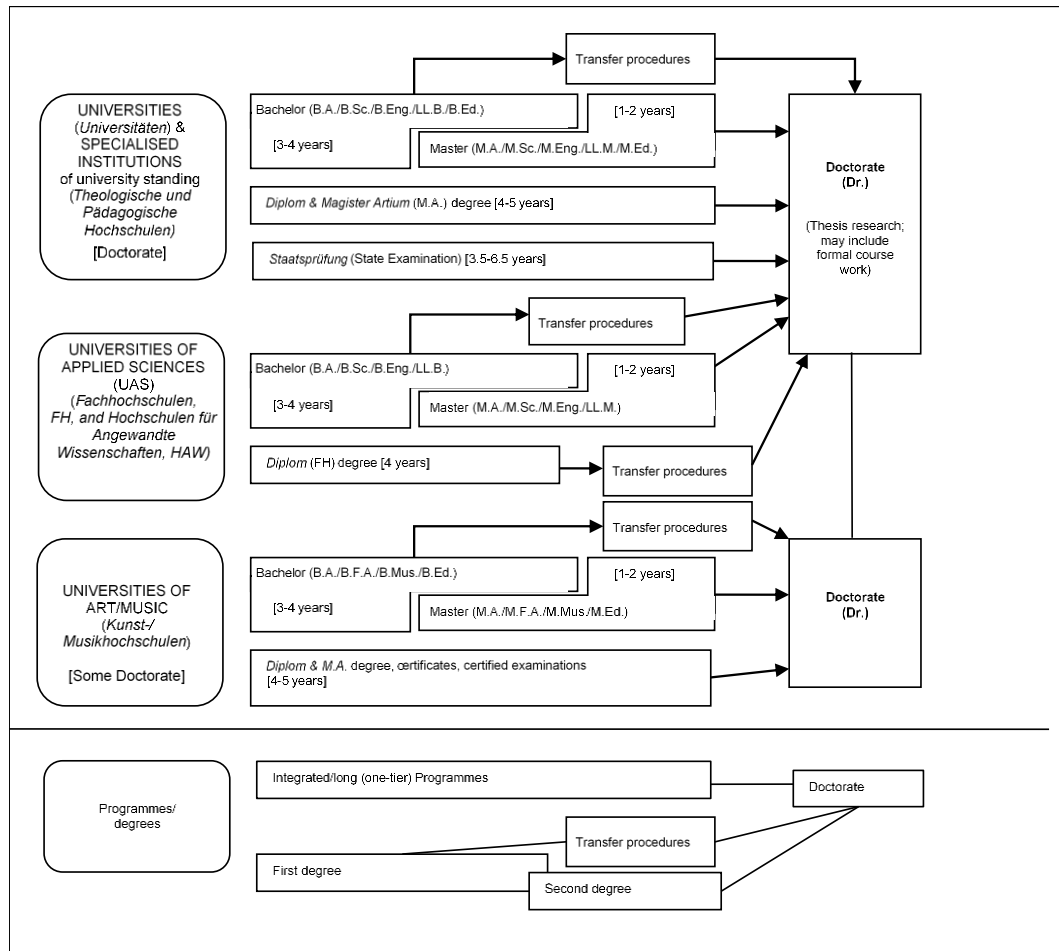 Transfer procedures
UNIVERSITIES
(Universitäten) &
SPECIALISED
INSTITUTIONS
of university standing
(Theologische und
Pädagogische
Hochschulen)
[Doctorate]
Bachelor (B.A./B.Sc./B.Eng./LL.B./B.Ed.)
[3-4 years]
[1-2 years]
Master (M.A./M.Sc./M.Eng./LL.M./M.Ed.)
Diplom & Magister Artium (M.A.) degree [4-5 years]
Staatsprüfung (State Examination) [3.5-6.5 years]
Doctorate
(Dr.)
(Thesis research;
may include
formal course
work)
Transfer procedures
UNIVERSITIES OF
APPLIED SCIENCES
(UAS)
(Fachhochschulen,
FH, and Hochschulen für
Angewandte
Wissenschaften, HAW)
Bachelor (B.A./B.Sc./B.Eng./LL.B.)
[3-4 years]
[1-2 years]
Master (M.A./M.Sc./M.Eng./LL.M.)
Diplom (FH) degree [4 years]
Transfer procedures
Transfer procedures
UNIVERSITIES OF
ART/MUSIC
(Kunst-/
Musikhochschulen)
[Some Doctorate]
Bachelor (B.A./B.F.A./B.Mus./B.Ed.)
[3-4 years]
[1-2 years]
Master (M.A./M.F.A./M.Mus./M.Ed.)
Diplom & M.A. degree, certificates, certified examinations
[4-5 years]
Doctorate
(Dr.)
Programmes/
degrees
Integrated/long (one-tier) Programmes
Doctorate
Transfer procedures
First degree
Second degree